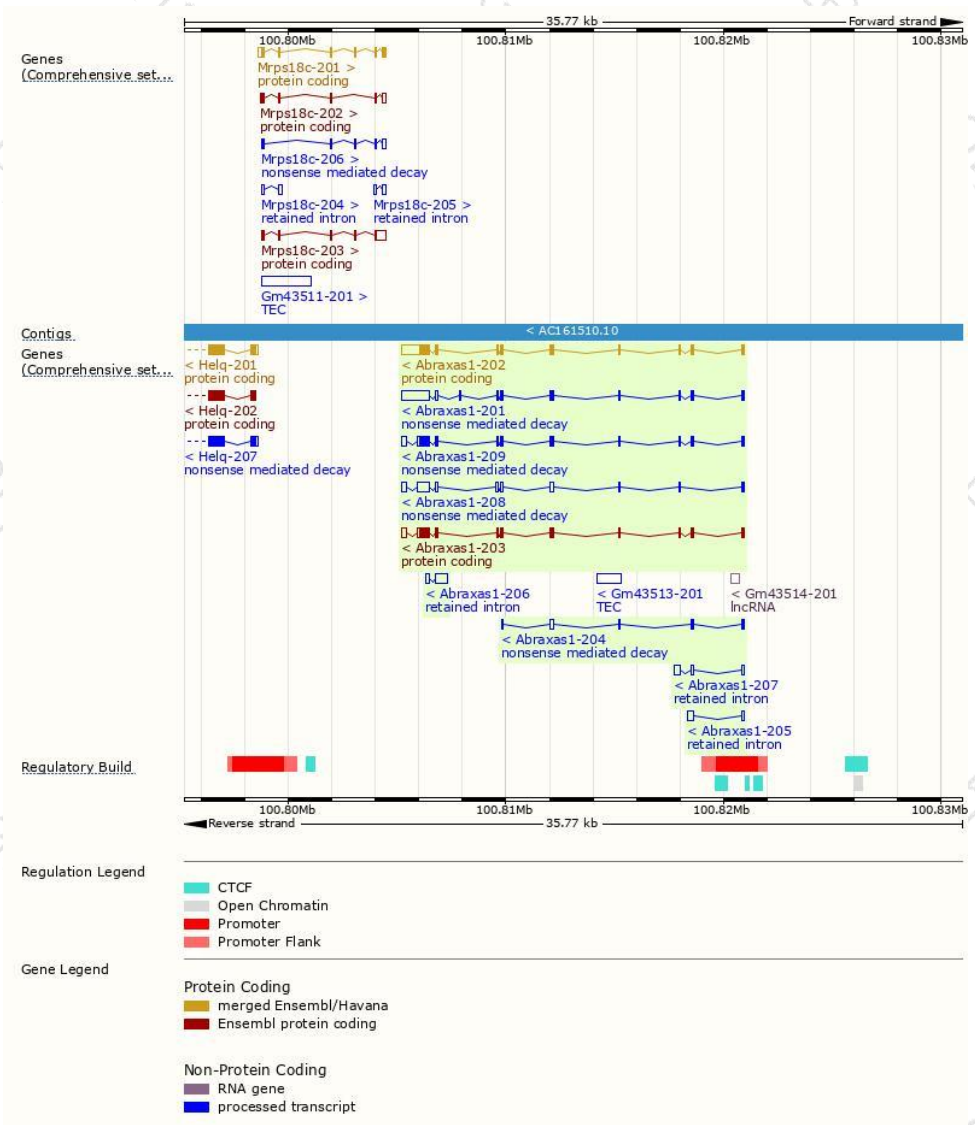 35.77 kb
Forward strand
100.80Mb 100.81Mb 100.82Mb 100.83Mb
Genes
(Comprehensive set...
Mrps18c-201 >
protein coding
Mrps18c-202 >
protein coding
Mrps18c-206 >
nonsense mediated decay
Mrps18c-204 > Mrps18c-205 >
retained intron retained intron
Mrps18c-203 >
protein coding
Gm43511-201 >
TEC
Contigs
< AC161510.10
Genes
(Comprehensive set...
< Helq-201 < Abraxas1-202
protein coding protein coding
< Helq-202 < Abraxas1-201
protein coding nonsense mediated decay
< Helq-207 < Abraxas1-209
nonsense mediated decay nonsense mediated decay
< Abraxas1-208
nonsense mediated decay
< Abraxas1-203
protein coding
< Abraxas1-206 < Gm43513-201 < Gm43514-201
retained intron TEC lncRNA
< Abraxas1-204
nonsense mediated decay
< Abraxas1-207
retained intron
< Abraxas1-205
retained intron
Regulatory Build
100.80Mb 100.81Mb 100.82Mb 100.83Mb
Reverse strand
35.77 kb
Regulation Legend
CTCF
Open Chromatin
Promoter
Promoter Flank
Gene Legend
Protein Coding
merged Ensembl/Havana
Ensembl protein coding
Non-Protein Coding
RNA gene
processed transcript